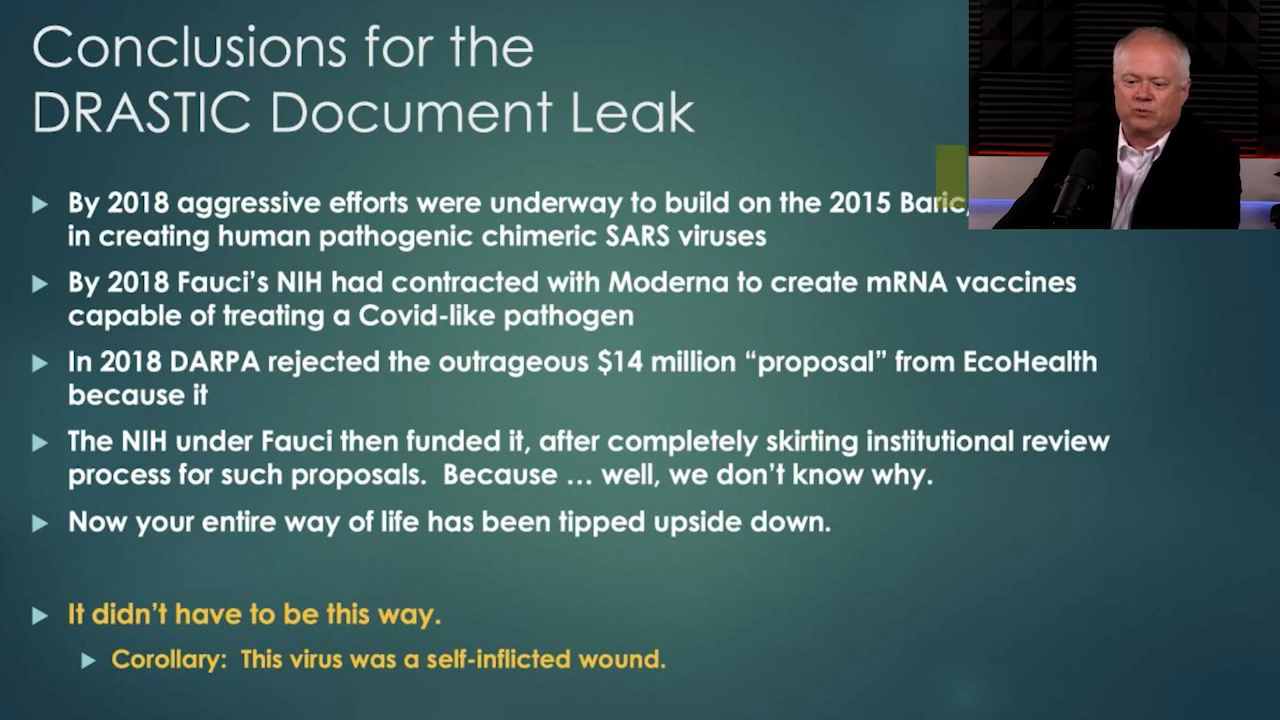 Conclusions for the
DRASTIC Document Leak
By 2018 aggressive efforts were underway to build on the 2015 Baric,
in creating human pathogenic chimeric SARS viruses
By 2018 Fauci’s NIH had contracted with Moderna to create mRNA vaccines
capable of treating a Covid-like pathogen
In 2018 DARPA rejected the outrageous $14 million “proposal” from EcoHealth
because it
The NIH under Fauci then funded it, after completely skirting institutional review
process for such proposals.  Because … well, we don’t know why.
Now your entire way of life has been tipped upside down.
It didn’t have to be this way.
Corollary:  This virus was a self-inflicted wound.